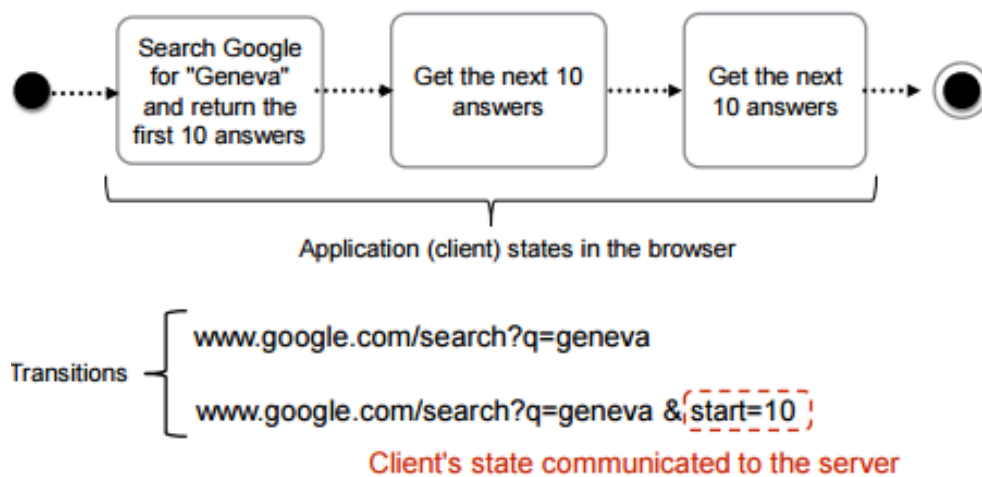 Search Google
for "Geneva"
and return the
first 10 answers
Get the next 10
answers
Get the next
10 answers
Application (client) states in the browser
Transitions
www.google.com/search?q=geneva
www.google.com/search?q=geneva & start=10
Client's state communicated to the server